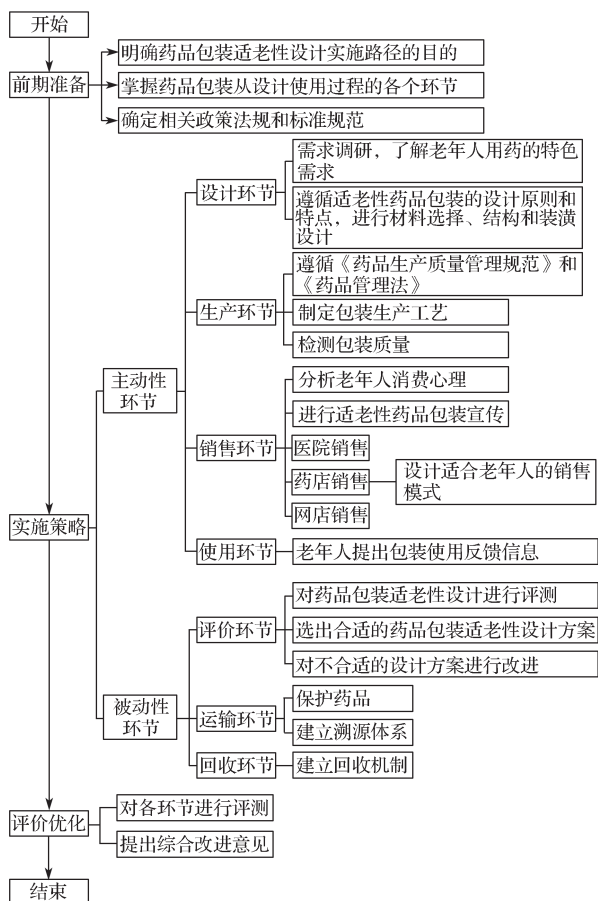 开始
明确药品包装适老性设计实施路径的目的
前期准备
掌握药品包装从设计使用过程的各个环节
确定相关政策法规和标准规范
需求调研，了解老年人用药的特色
需求
设计环节
遵循适老性药品包装的设计原则和
特点，进行材料选择、结构和装潢
设计
遵循《药品生产质量管理规范》和
《药品管理法》
生产环节
制定包装生产工艺
检测包装质量
主动性
环节
分析老年人消费心理
进行适老性药品包装宣传
销售环节
医院销售
药店销售
设计适合老年人的销售
模式
网店销售
实施策略
使用环节
老年人提出包装使用反馈信息
对药品包装适老性设计进行评测
评价环节
选出合适的药品包装适老性设计方案
对不合适的设计方案进行改进
被动性
环节
保护药品
运输环节
建立溯源体系
回收环节
建立回收机制
对各环节进行评测
评价优化
提出综合改进意见
结束